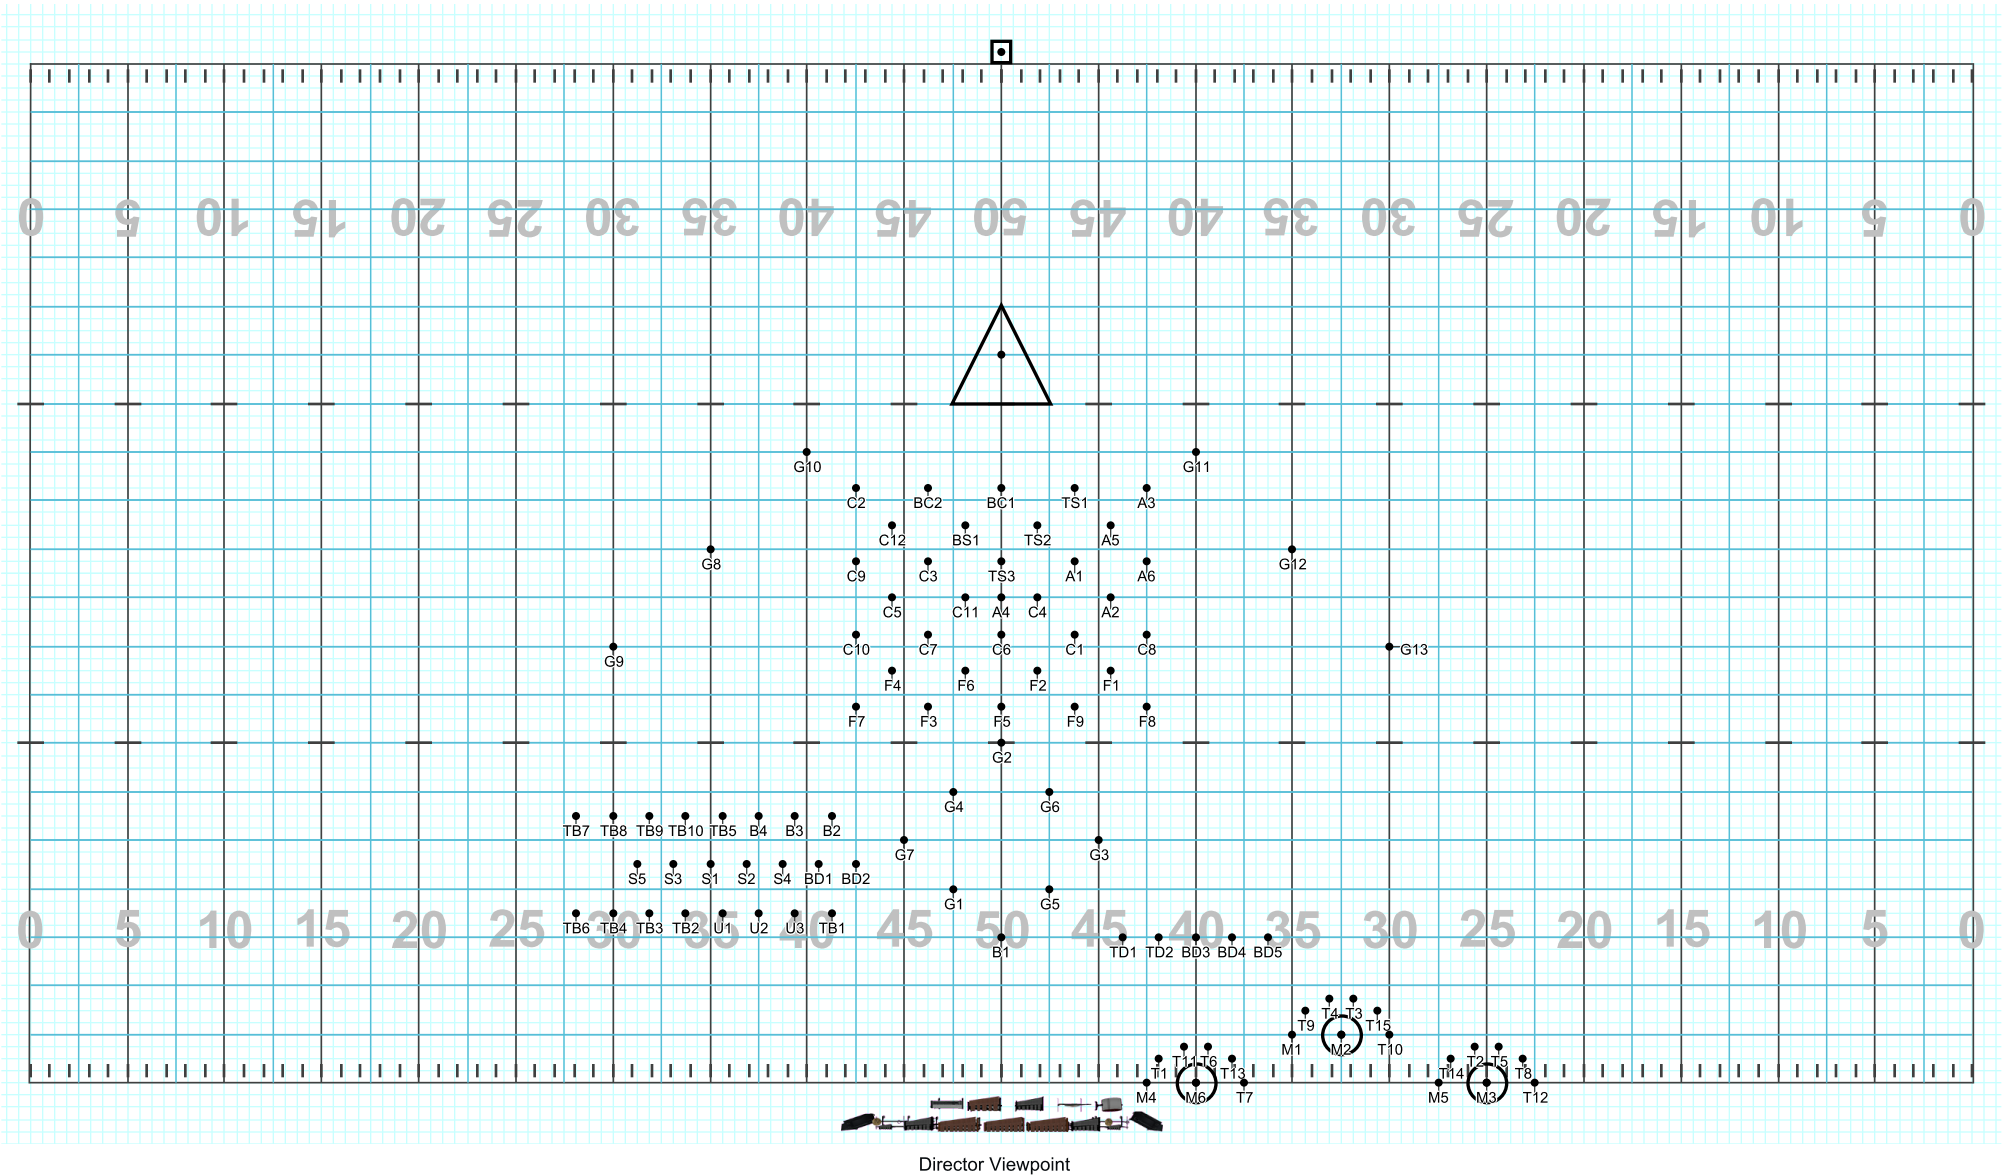 0 5 10 15 20 25 30 35 40 45 50 45 40 35 30 25 20 15 10 5 0
G10 G11
C2 BC2 BC1 TS1 A3
C12 BS1 TS2 A5
G8 G12
C9 C3 TS3 A1 A6
C5 C11 A4 C4 A2
C10 C7 C6 C1 C8 G13
G9
F4 F6 F2 F1
F7 F3 F5 F9 F8
G2
G4 G6
TB7 TB8 TB9 TB10 TB5 B4 B3 B2
G7 G3
S5 S3 S1 S2 S4 BD1 BD2
G1 G5
TB6 TB4 TB3 TB2 U1 U2 U3 TB1
0 5 10 15 20 25 30 35 40 45 50 45 40 35 30 25 20 15 10 5 0
B1 TD1 TD2 BD3 BD4 BD5
T4 T3
T9 T15
M1 M2 T10
T11 T6 T2 T5
T1 T13 T14 T8
M4 M6 T7 M5 M3 T12
Director Viewpoint